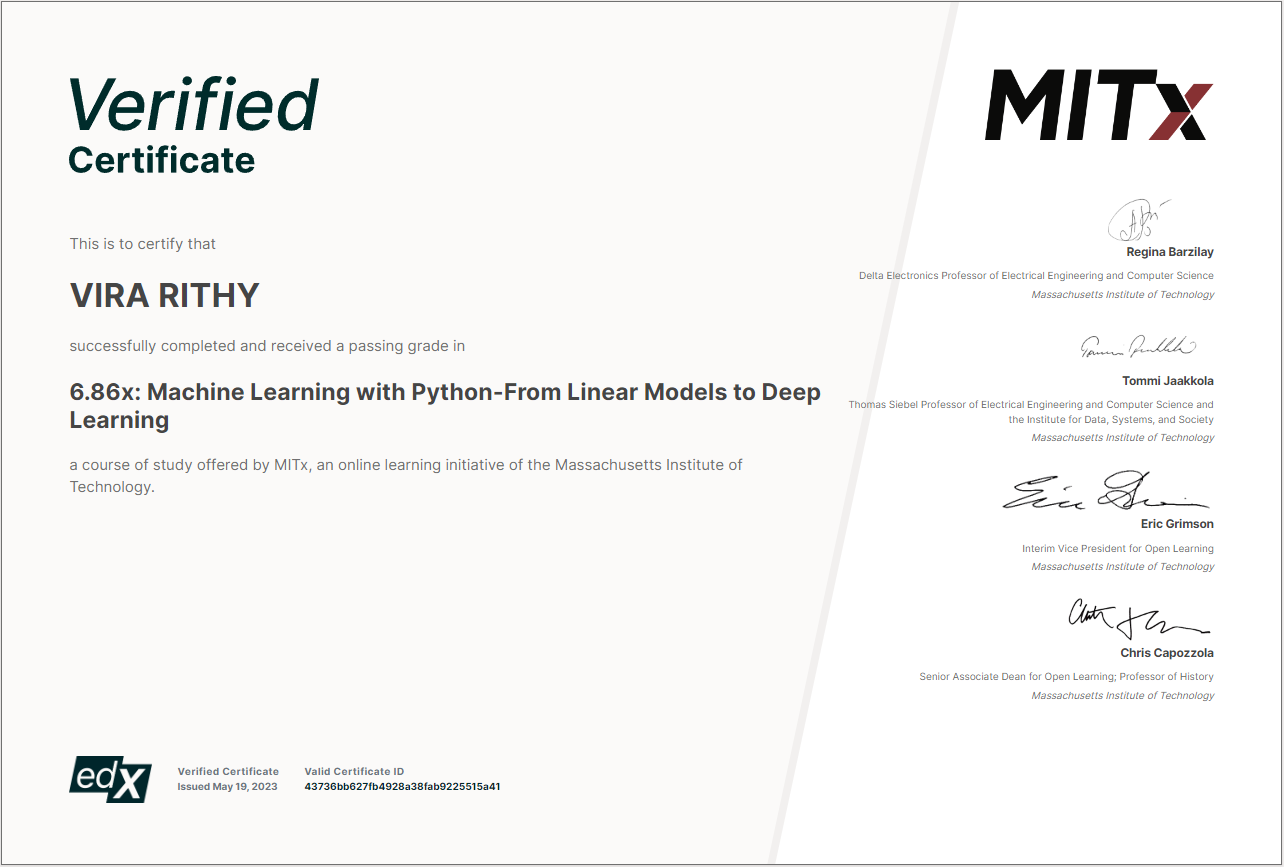 Verified
Certificate
This is to certify that
VIRA RITHY
successfully completed and received a passing grade in
6.86x: Machine Learning with Python-From Linear Models to Deep
Learning
a course of study offered by MITx, an online learning initiative of the Massachusetts Institute of
Technology.
edX
Verified Certificate
Issued May 19, 2023
Valid Certificate ID
43736bb627fb4928a38fab9225515a41
MITx
Regina Barzilay
Delta Electronics Professor of Electrical Engineering and Computer Science
Massachusetts Institute of Technology
Tommi Jaakkola
Thomas Siebel Professor of Electrical Engineering and Computer Science and
the Institute for Data, Systems, and Society
Massachusetts Institute of Technology
Eric Grimson
Interim Vice President for Open Learning
Massachusetts Institute of Technology
Chris Capozzola
Senior Associate Dean for Open Learning; Professor of History
Massachusetts Institute of Technology